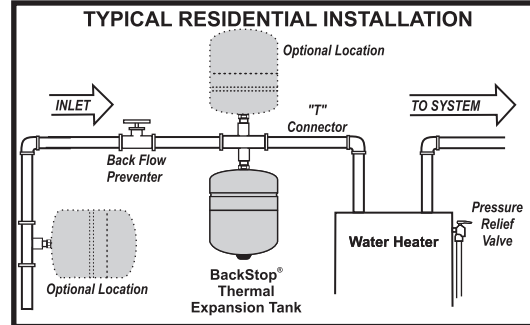 TYPICAL RESIDENTIAL INSTALLATION
Optional Location
INLET
"T"
Connector
TO SYSTEM
Back Flow
Preventer
Pressure
Relief
Valve
Water Heater
Optional Location
BackStop®
Thermal
Expansion Tank